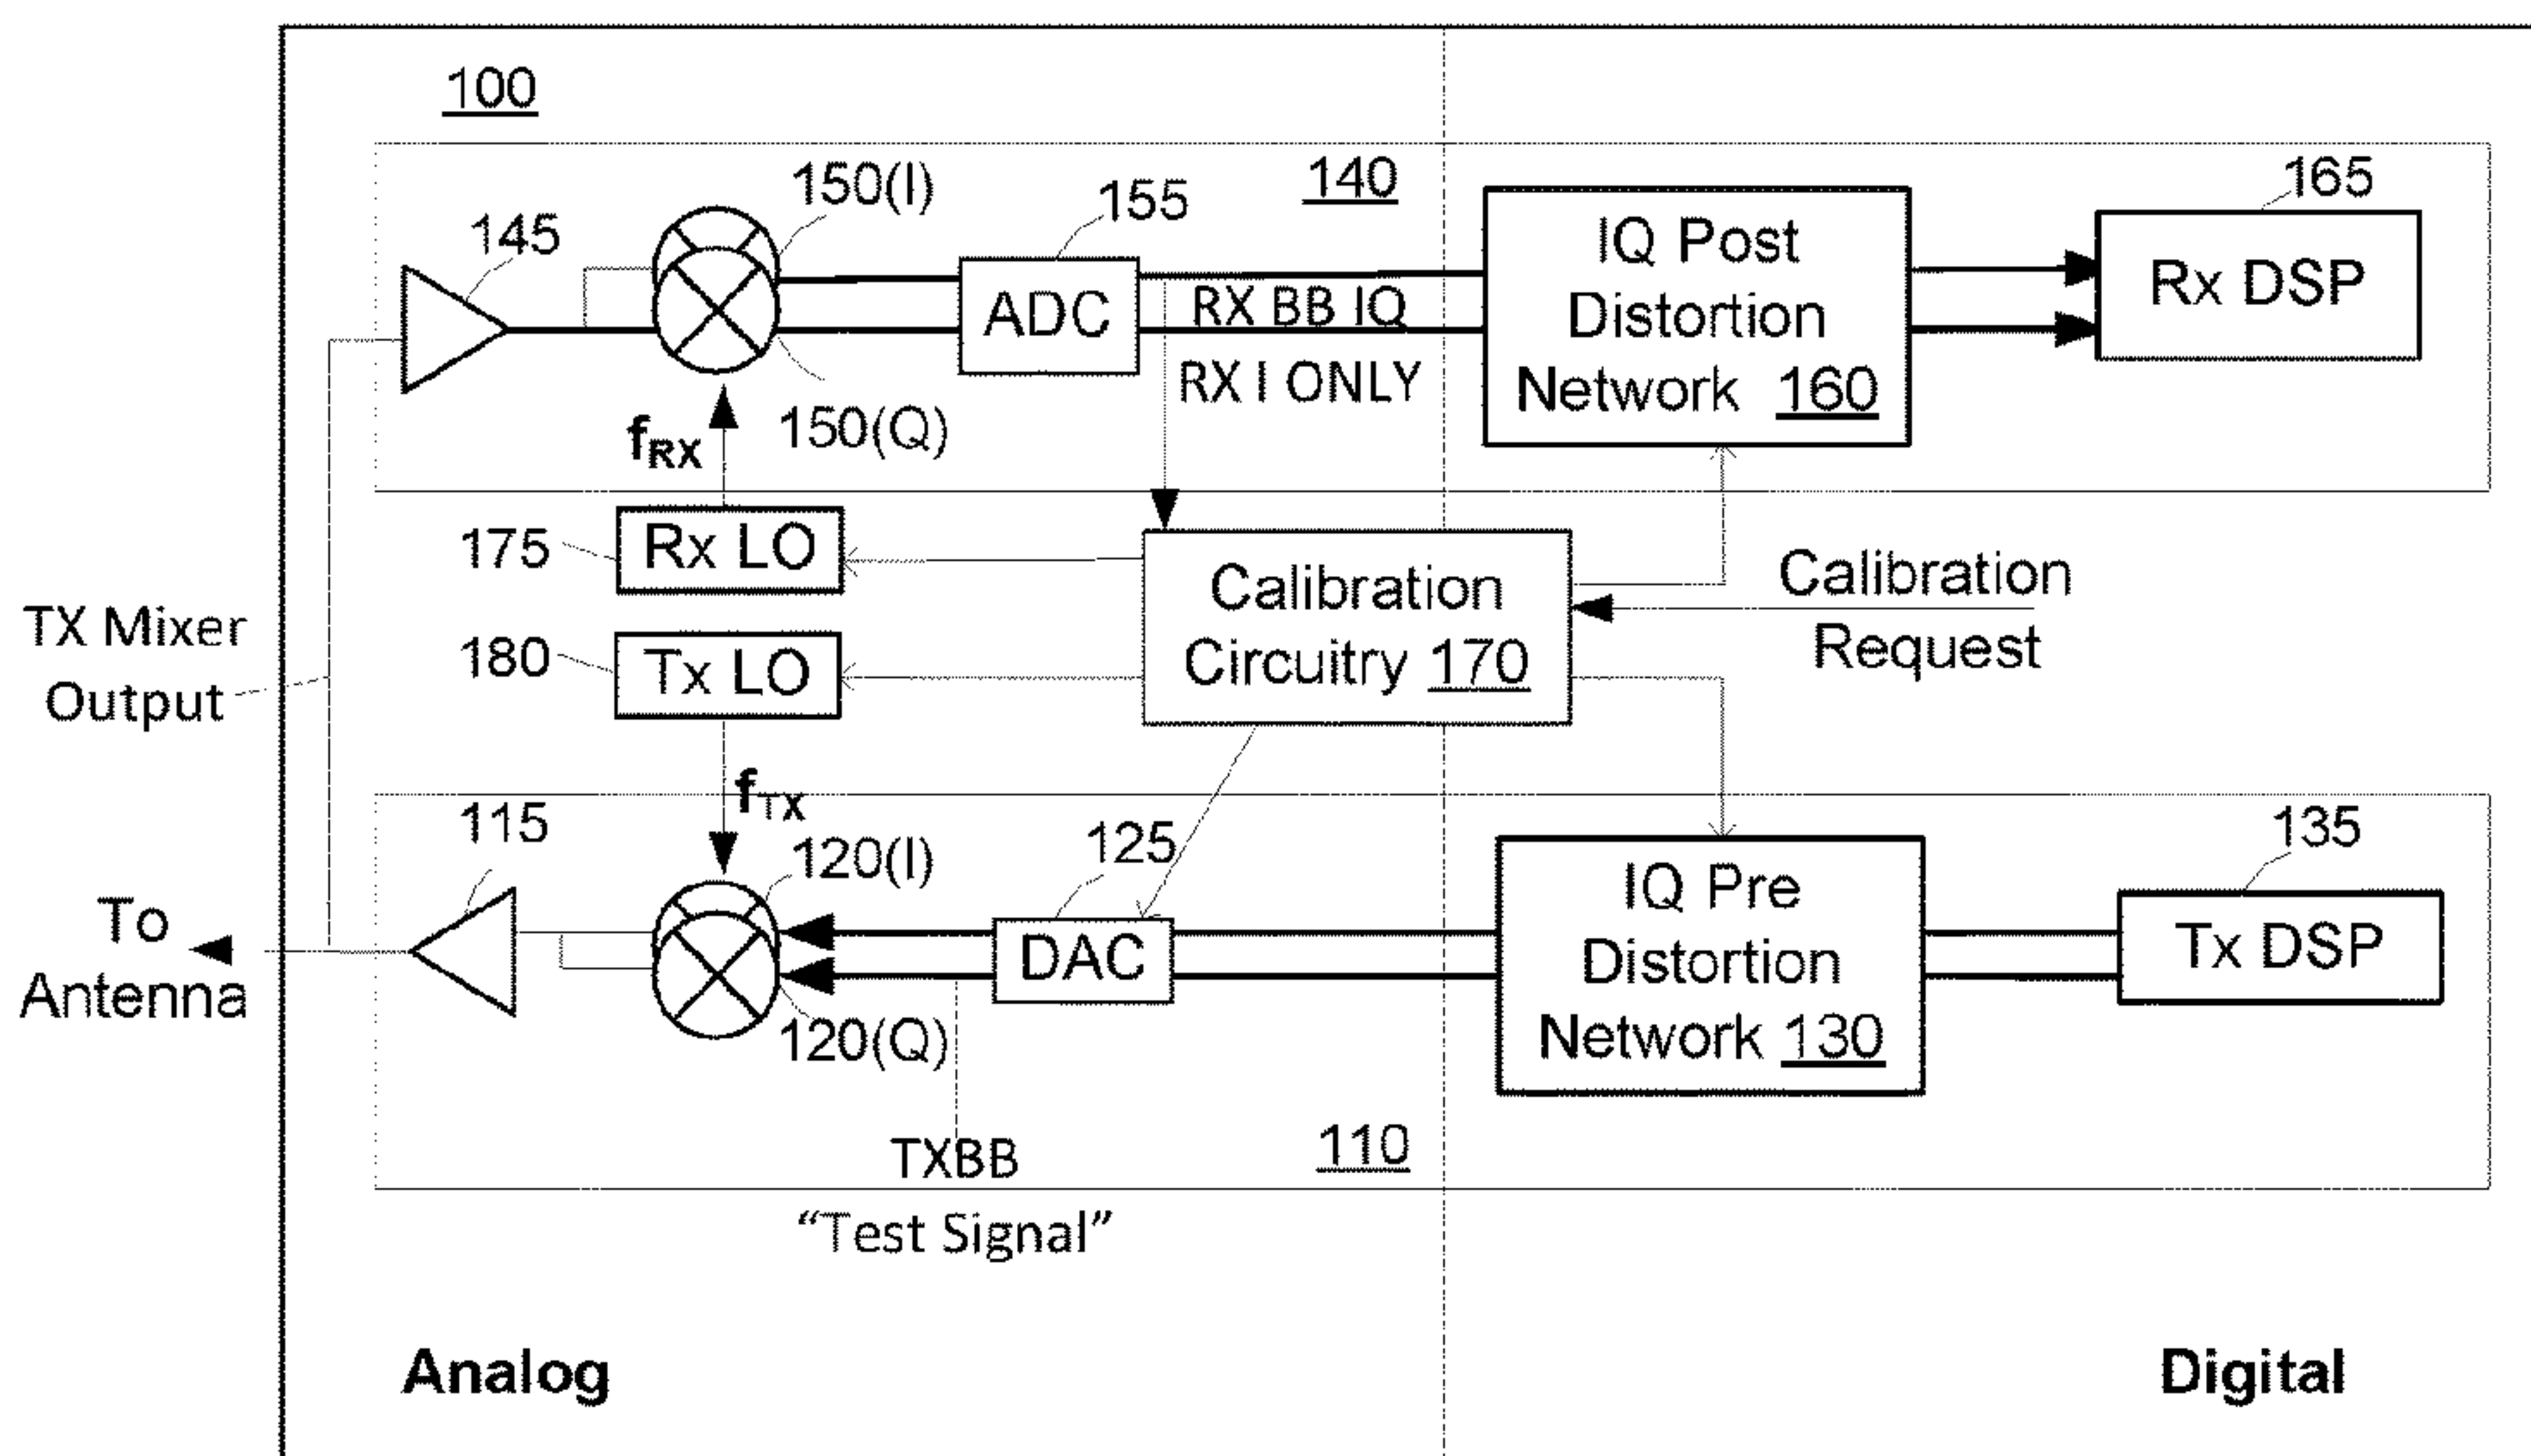 100
150(I)
155
140
165
145
IQ Post
Distortion
Network 160
Rx DSP
ADC
RX BB IQ
RX I ONLY
150(Q)
fRX
175
Rx LO
Calibration
Circuitry 170
Calibration
Request
TX Mixer
Output
180
Tx LO
fTX
115
120(I)
125
135
IQ Pre
Distortion
Network 130
Tx DSP
DAC
To
Antenna
120(Q)
TXBB
110
“Test Signal”
Analog
Digital